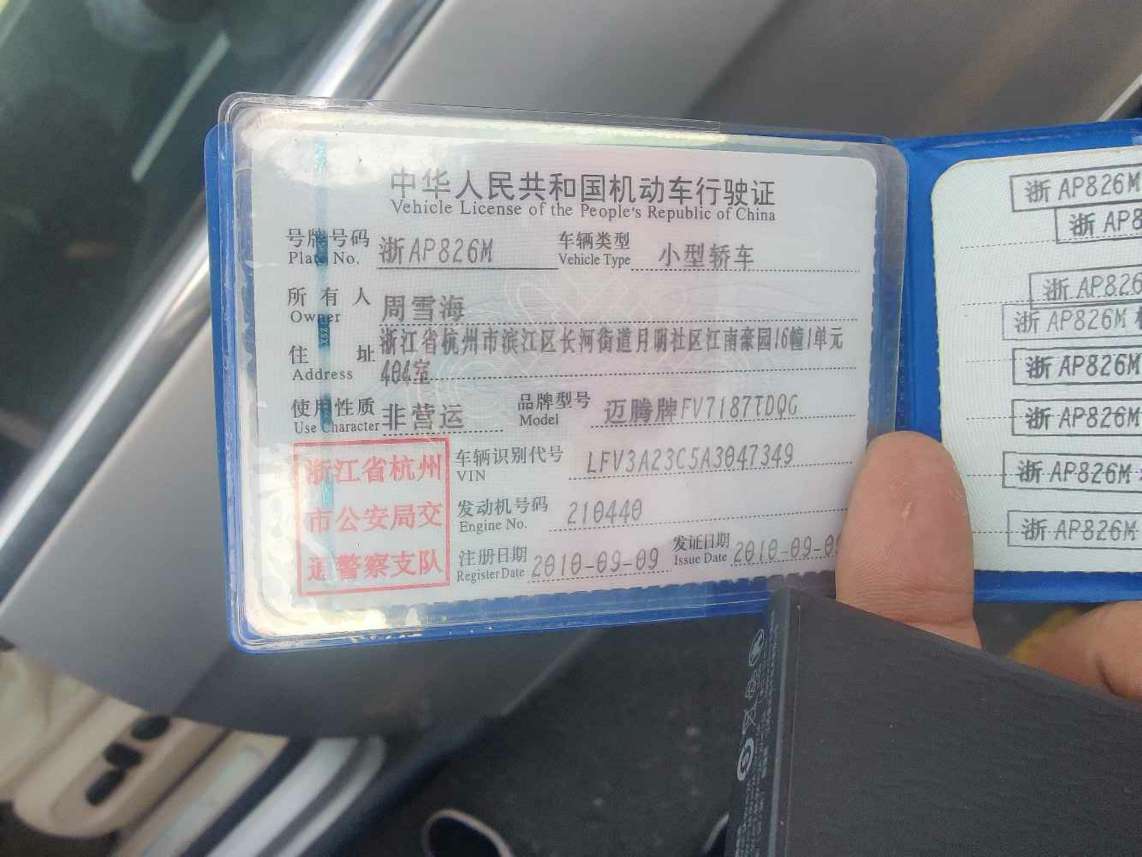 中华人民共和国机动车行驶证
Vehicle License of the People's Republic of China
号牌号码 浙AP826M 车辆类型 小型轿车
Plate No. Vehicle Type
所有人 周雪海
Owner
住址 浙江省杭州市滨江区长河街道月明社区江南豪园16幢1单元
Address 404室
使用性质 非营运 品牌型号 迈腾牌FV7187TDQG
Use Character Model
浙江省杭州
市公安局交
通警察支队
车辆识别代号 LFV3A23C5A3047349
VIN
发动机号码 210440
Engine No.
注册日期 2010-09-09 发证日期 2010-09-0
Register Date Issue Date
浙AP826M
浙AP8
浙AP826
浙AP826M
浙AP826M
浙AP826M
浙AP826M
浙AP826M